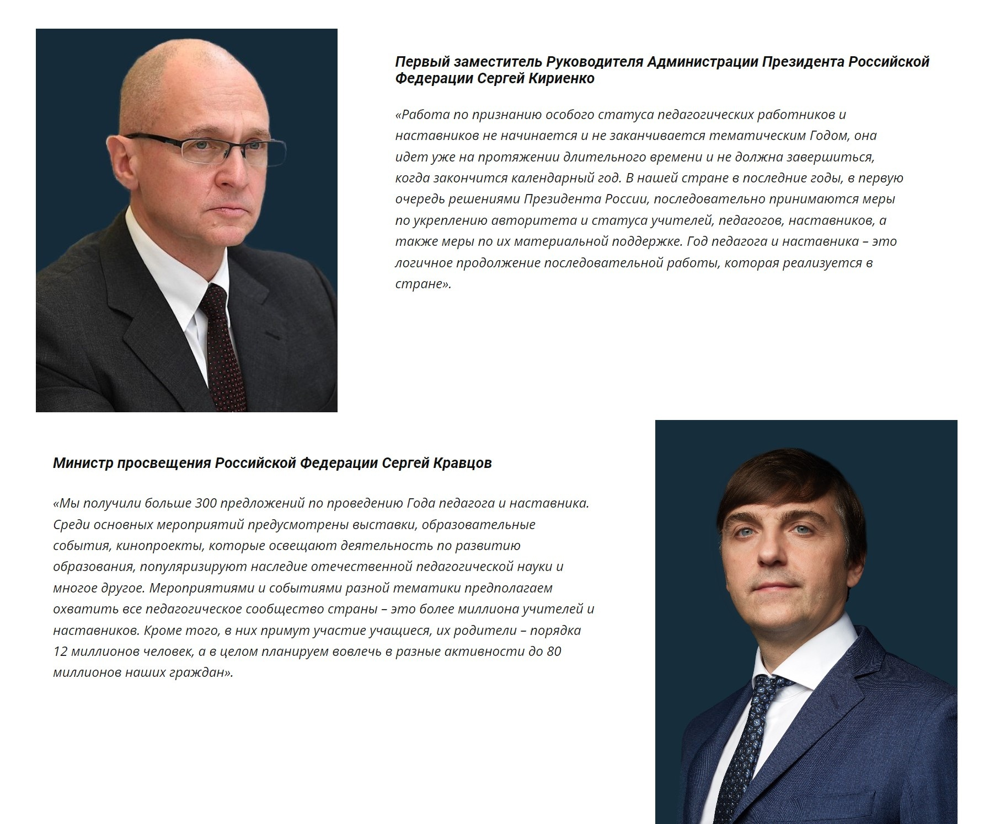 Первый заместитель Руководителя Администрации Президента Российской
Федерации Сергей Кириенко
«Работа по признанию особого статуса педагогических работников и
наставников не начинается и не заканчивается тематическим Годом, она
идет уже на протяжении длительного времени и не должна завершиться,
когда закончится календарный год. В нашей стране в последние годы, в первую
очередь решениями Президента России, последовательно принимаются меры
по укреплению авторитета и статуса учителей, педагогов, наставников, а
также меры по их материальной поддержке. Год педагога и наставника – это
логичное продолжение последовательной работы, которая реализуется в
стране».
Министр просвещения Российской Федерации Сергей Кравцов
«Мы получили больше 300 предложений по проведению Года педагога и наставника.
Среди основных мероприятий предусмотрены выставки, образовательные
события, кинопроекты, которые освещают деятельность по развитию
образования, популяризируют наследие отечественной педагогической науки и
многое другое. Мероприятиями и событиями разной тематики предполагаем
охватить все педагогическое сообщество страны – это более миллиона учителей и
наставников. Кроме того, в них примут участие учащиеся, их родители – порядка
12 миллионов человек, а в целом планируем вовлечь в разные активности до 80
миллионов наших граждан».